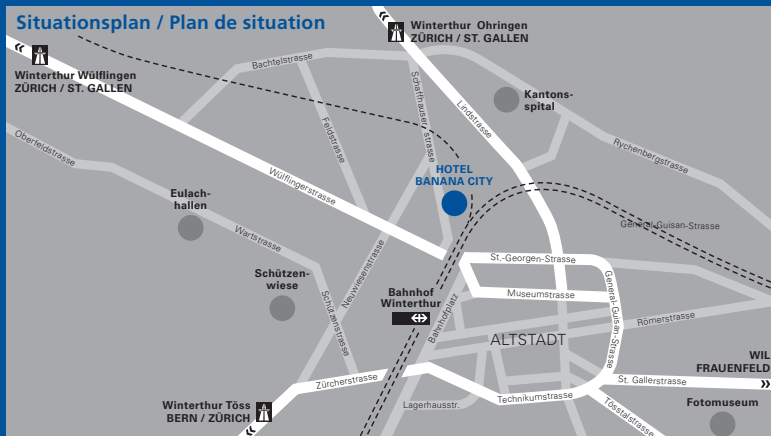 Situationsplan / Plan de situation
Winterthur Ohringen
ZÜRICH / ST. GALLEN
Winterthur Wülflingen
ZÜRICH / ST. GALLEN
Bachtelstrasse
Schaffhauserstrasse
Lindstrasse
Kantons-
spital
Feldstrasse
Rychenbergstrasse
Oberfeldstrasse
HOTEL
BANANA CITY
Wülflingerstrasse
Eulach-
hallen
General-Guisan-Strasse
Wartstrasse
Neuwiesenstrasse
St.-Georgen-Strasse
Schützen-
wiese
Schützenstrasse
Bahnhof
Winterthur
Bahnhofplatz
Museumstrasse
General-Guisan-Strasse
Römerstrasse
ALTSTADT
WIL
FRAUENFELD
Zürcherstrasse
St. Gallerstrasse
Winterthur Töss
BERN / ZÜRICH
Lagerhausstr.
Technikumstrasse
Tösstalstrasse
Fotomuseum